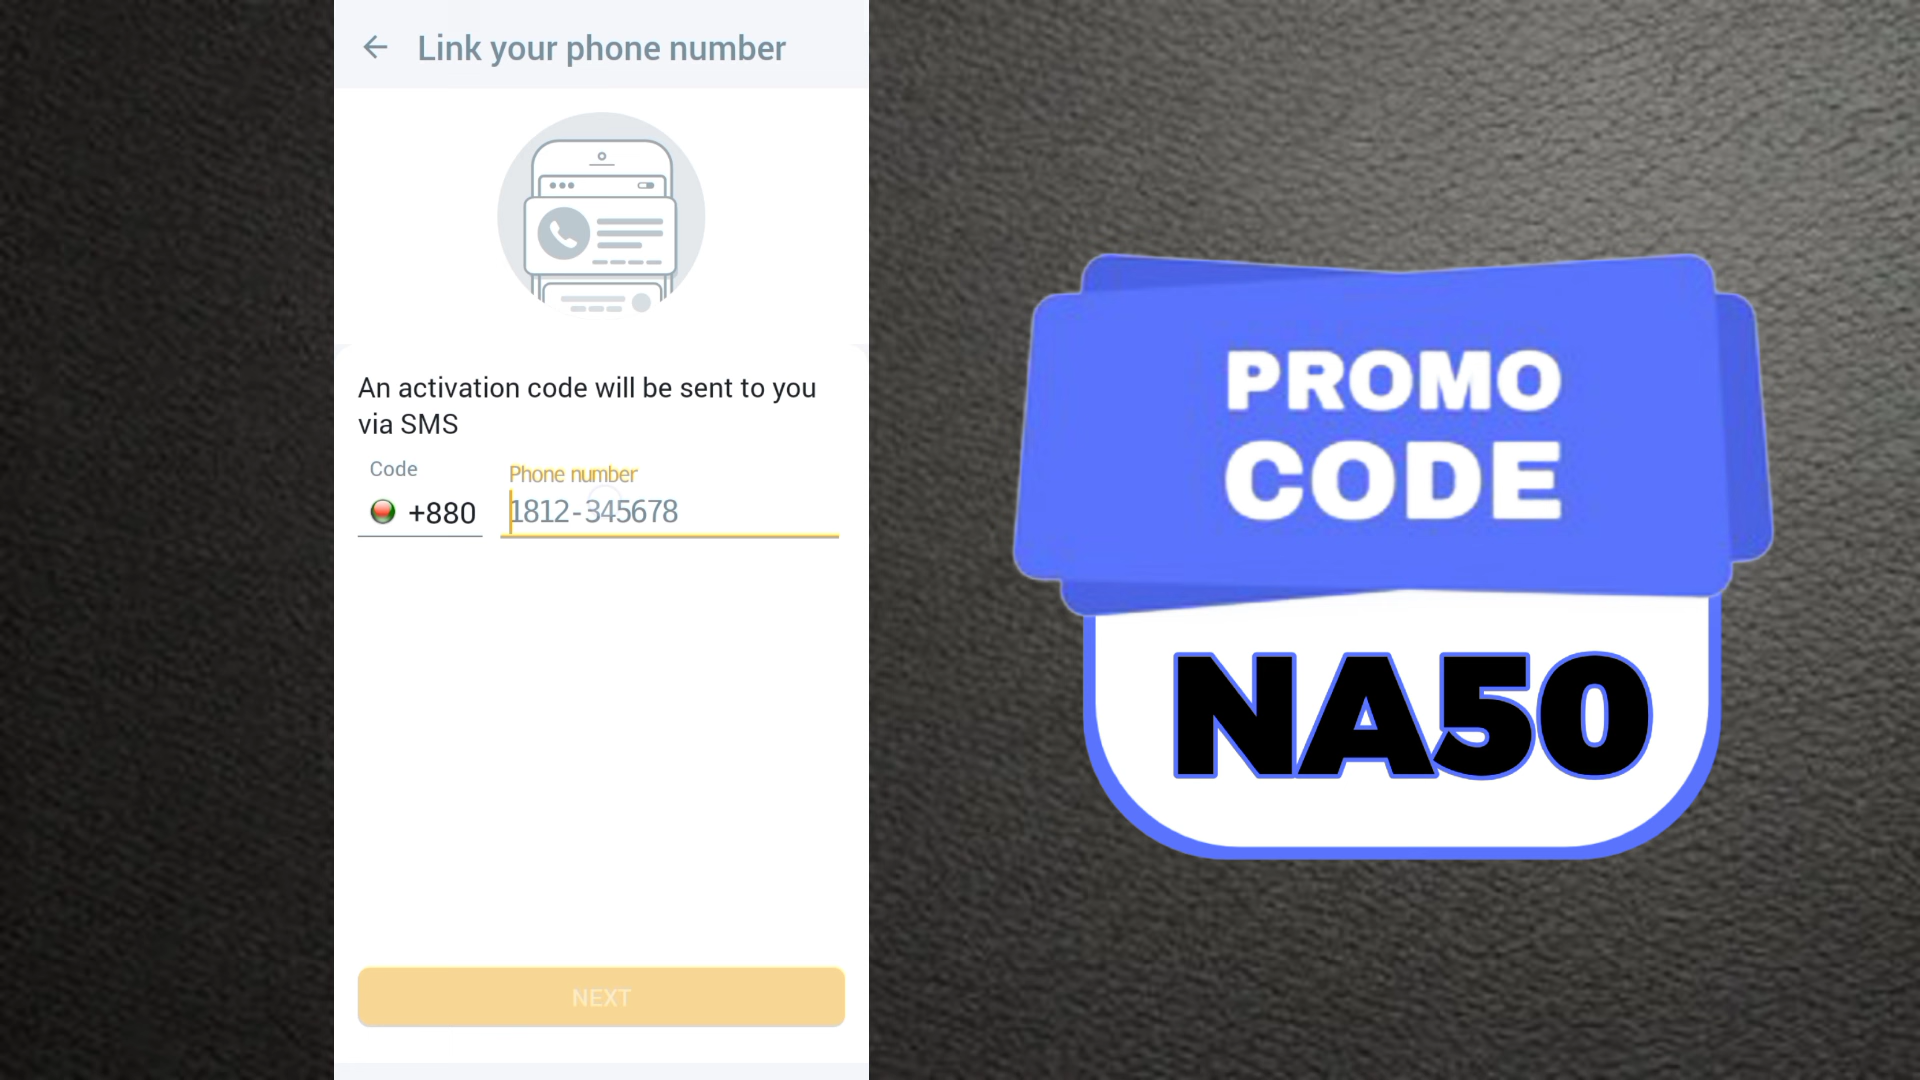 Link your phone number
An activation code will be sent to you
via SMS
Code
Phone number
+880
1812-345678
NEXT
PROMO
CODE
NA50